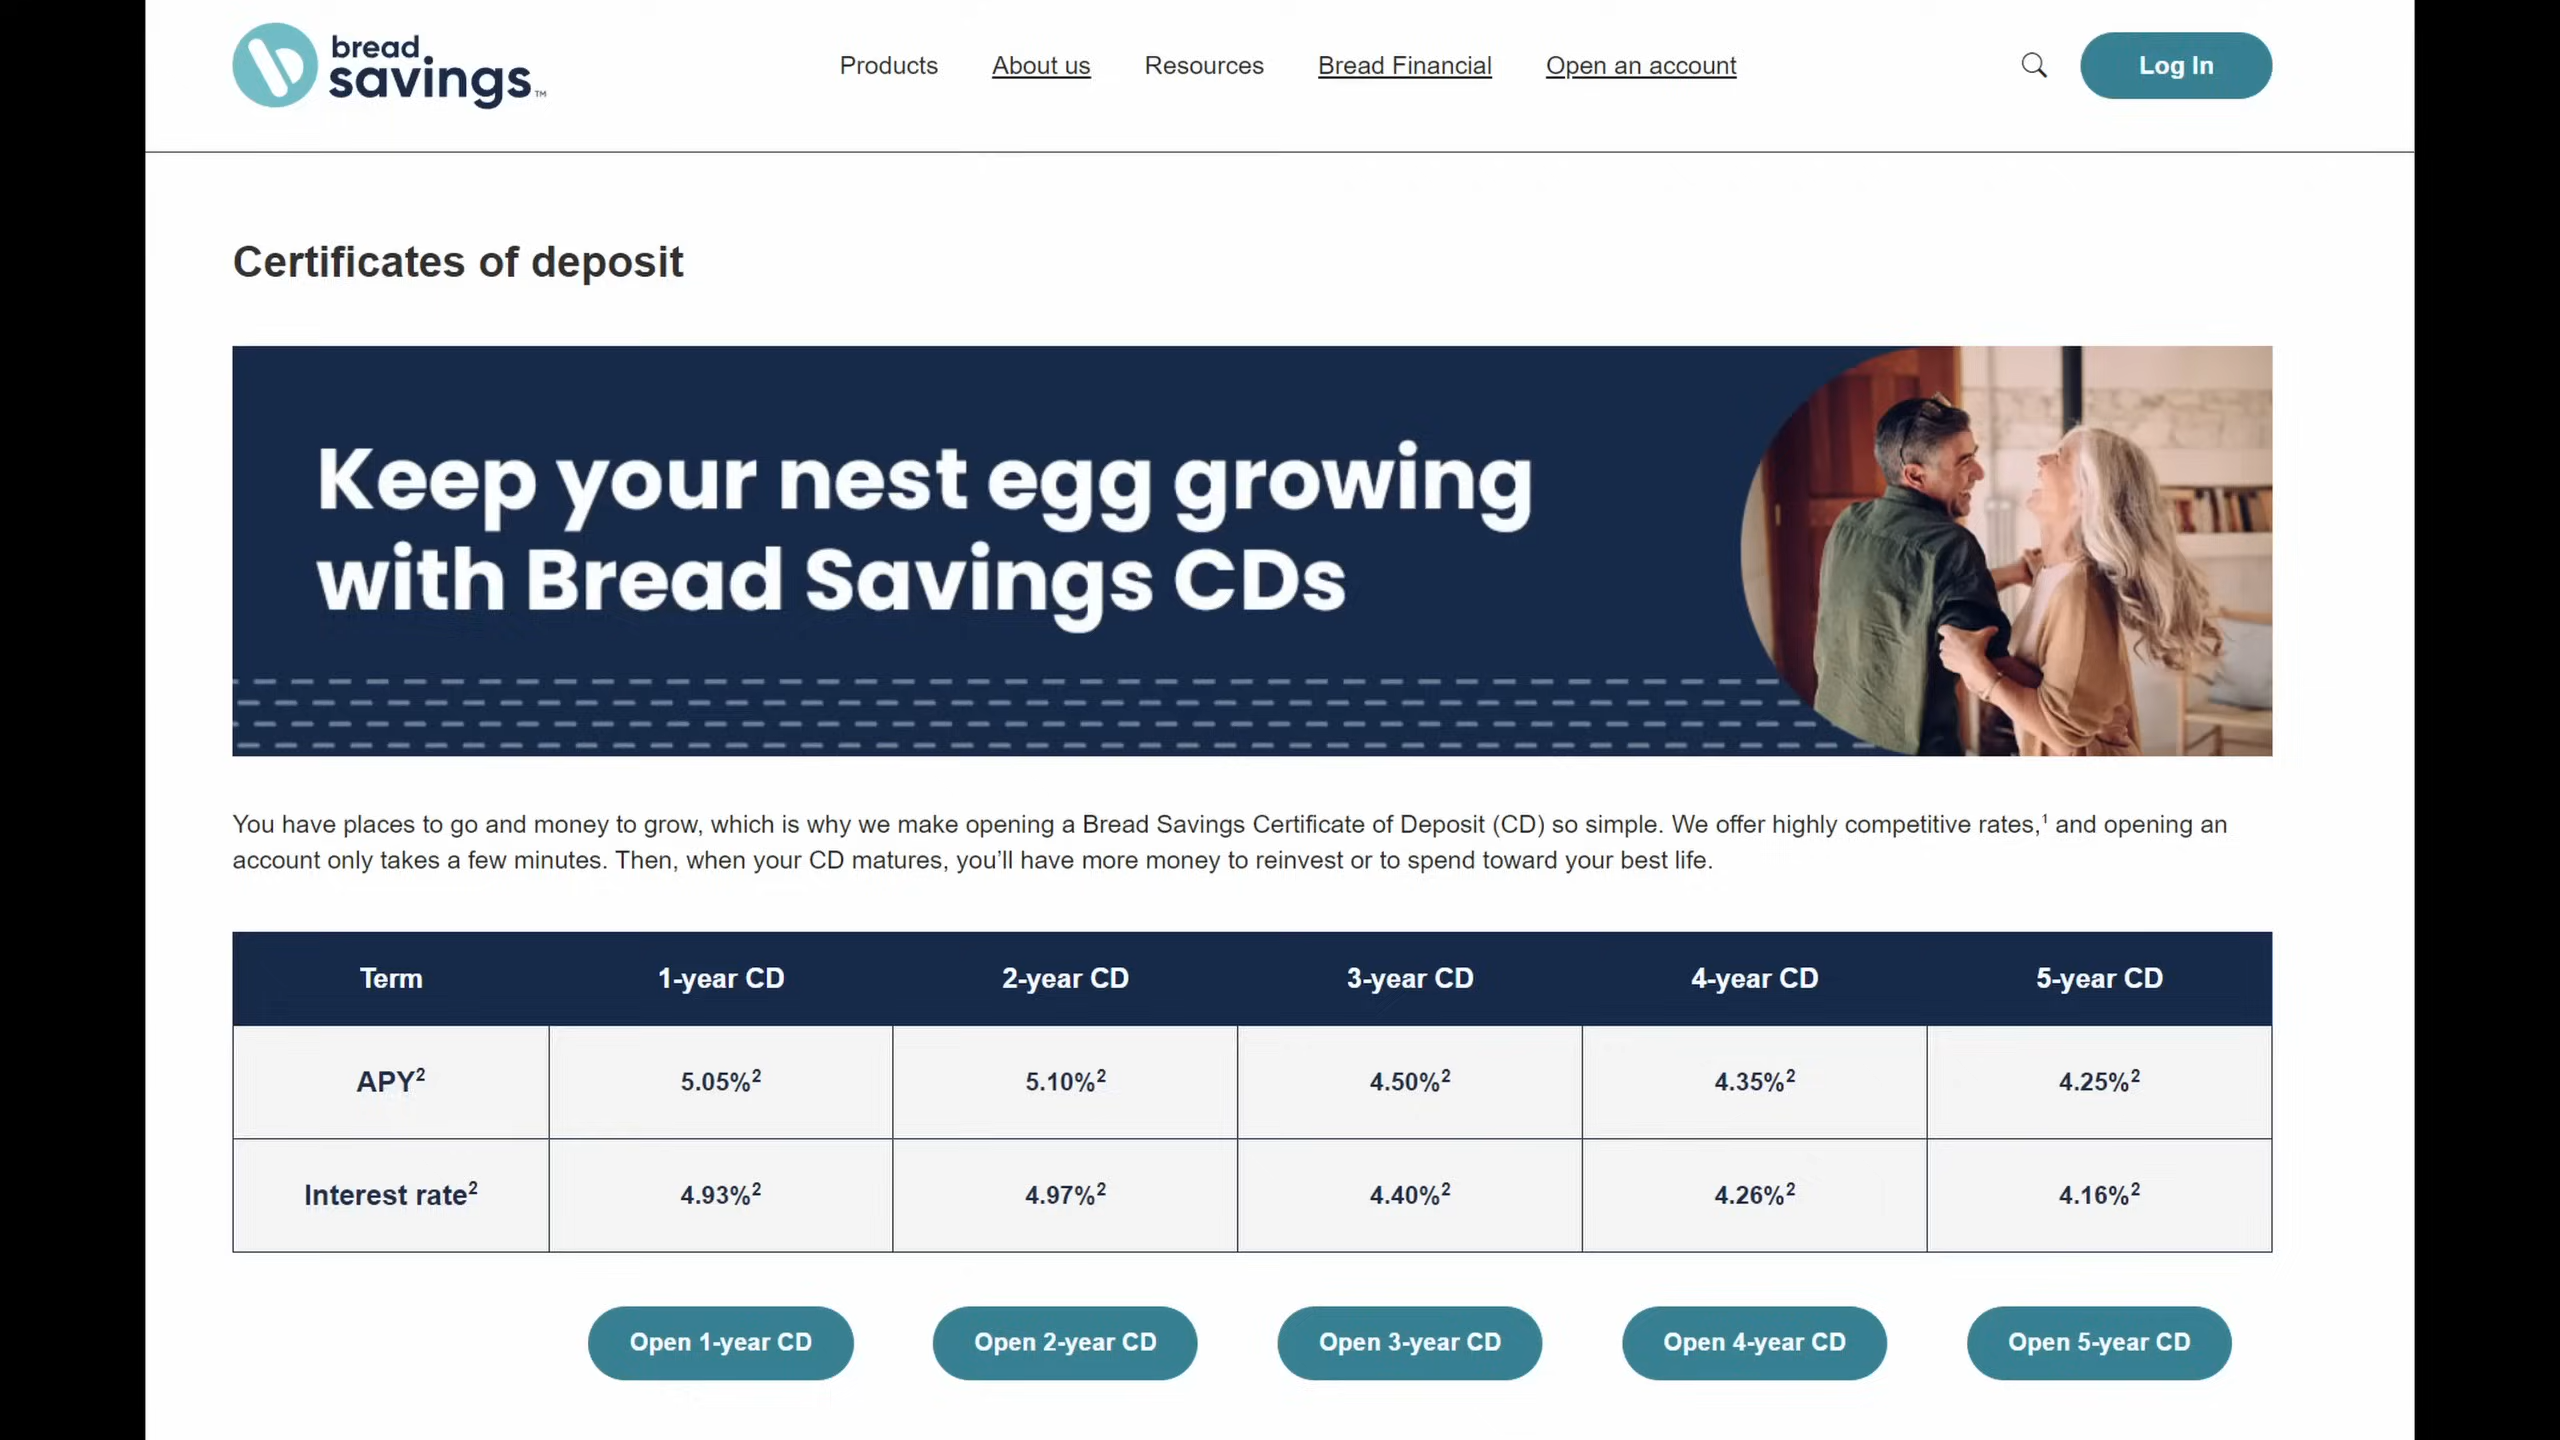 bread
savings™
Products About us Resources Bread Financial Open an account Log In
Certificates of deposit
Keep your nest egg growing
with Bread Savings CDs
You have places to go and money to grow, which is why we make opening a Bread Savings Certificate of Deposit (CD) so simple. We offer highly competitive rates,¹ and opening an
account only takes a few minutes. Then, when your CD matures, you’ll have more money to reinvest or to spend toward your best life.
Term 1-year CD 2-year CD 3-year CD 4-year CD 5-year CD
APY² 5.05%² 5.10%² 4.50%² 4.35%² 4.25%²
Interest rate² 4.93%² 4.97%² 4.40%² 4.26%² 4.16%²
Open 1-year CD Open 2-year CD Open 3-year CD Open 4-year CD Open 5-year CD